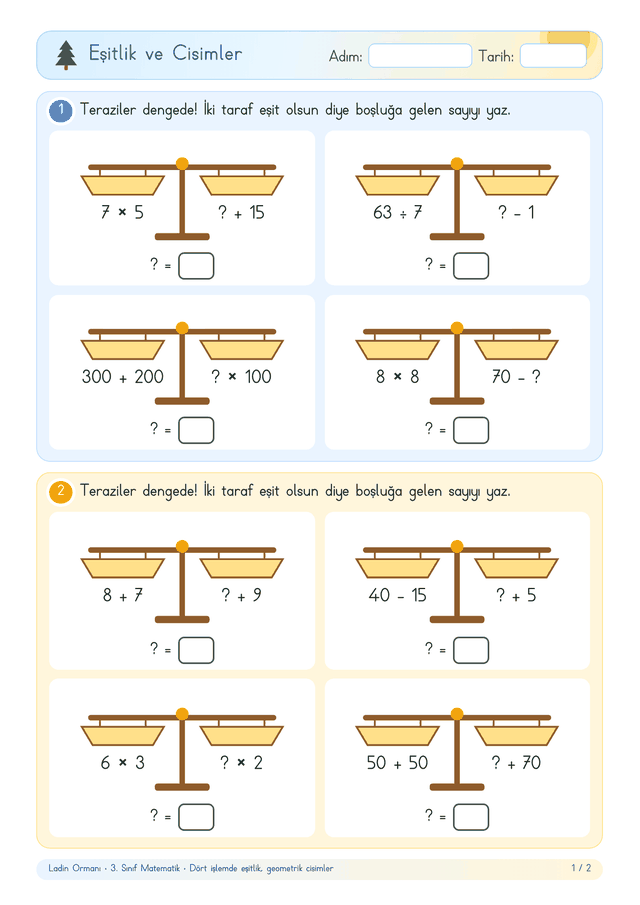 Eşitlik ve Cisimler
Adım:
Tarih:
1 Teraziler dengede! İki taraf eşit olsun diye boşluğa gelen sayıyı yaz.
7 × 5 ? + 15
? =
63 ÷ 7 ? - 1
? =
300 + 200 ? × 100
? =
8 × 8 70 - ?
? =
2 Teraziler dengede! İki taraf eşit olsun diye boşluğa gelen sayıyı yaz.
8 + 7 ? + 9
? =
40 - 15 ? + 5
? =
6 × 3 ? × 2
? =
50 + 50 ? + 70
? =
Ladin Ormanı • 3. Sınıf Matematik • Dört işlemde eşitlik, geometrik cisimler
1 / 2